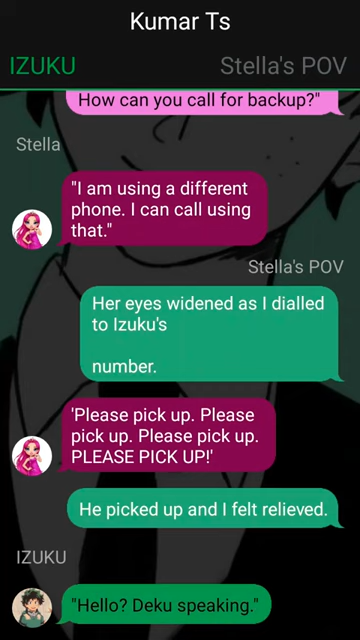 Kumar Ts
IZUKU
Stella's POV
How can you call for backup?"
Stella
"I am using a different
phone. I can call using
that."
Stella's POV
Her eyes widened as I dialled
to Izuku's
number.
'Please pick up. Please
pick up. Please pick up.
PLEASE PICK UP!'
He picked up and I felt relieved.
IZUKU
"Hello? Deku speaking."